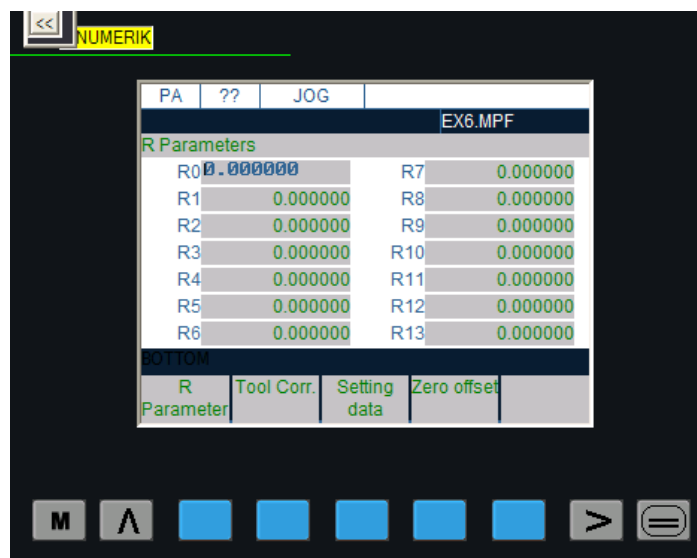 <<
NUMERIK
PA ?? JOG
EX6.MPF
R Parameters
R0 0.000000 R7 0.000000
R1 0.000000 R8 0.000000
R2 0.000000 R9 0.000000
R3 0.000000 R10 0.000000
R4 0.000000 R11 0.000000
R5 0.000000 R12 0.000000
R6 0.000000 R13 0.000000
BOTTOM
R Tool Corr. Setting Zero offset
Parameter data
M Λ >